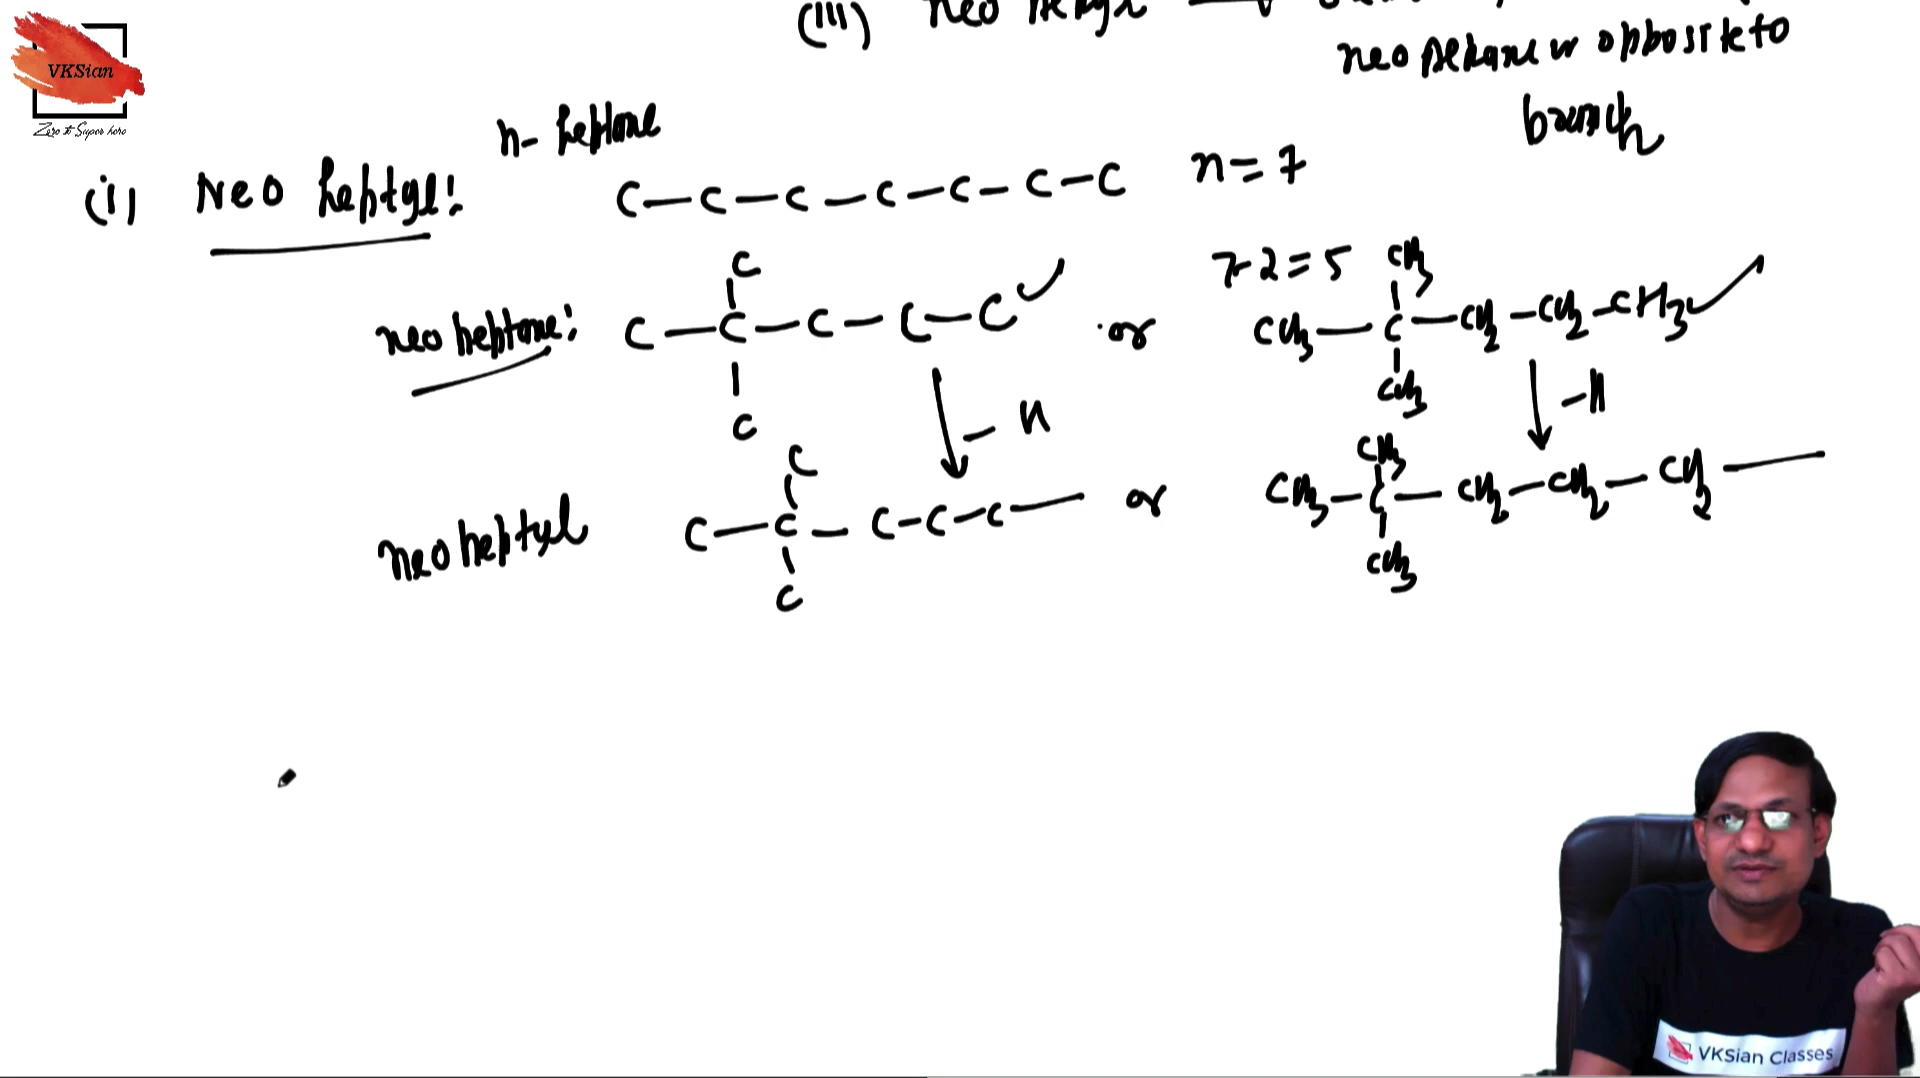 VKSian
Zero to Super hero
(iii) neo
neo hexane or opposite to
branch
n- heptane
(i) Neo heptyl:
C—C—C—C—C—C—C n=7
7-2=5
C CH3
neo heptane: C—C—C—C—C or CH3—C—CH2—CH2—CH3
C CH3
-H -H
C CH3
neo heptyl C—C—C—C—C— or CH3—C—CH2—CH2—CH2—
C CH3
VKSian Classes